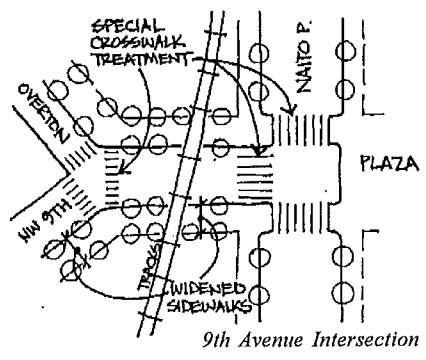 SPECIAL
CROSSWALK
TREATMENT
NAITO P.
OVERTON
PLAZA
NW 9TH
TRACKS
WIDENED
SIDEWALKS
9th Avenue Intersection